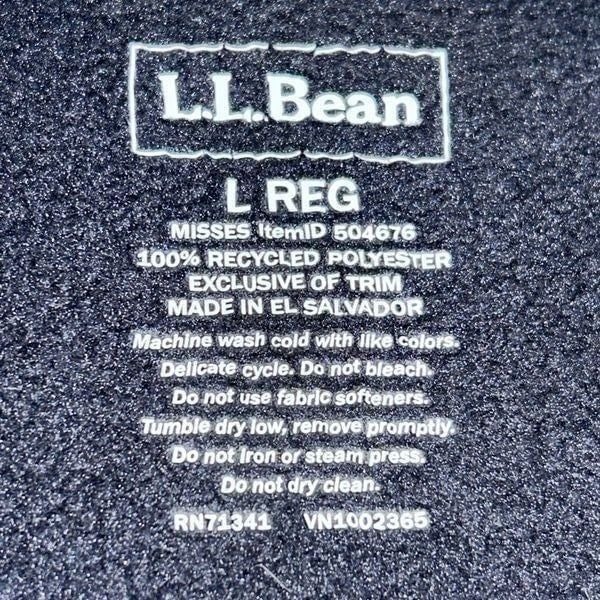 L.L.Bean
L REG
MISSES ItemID 504676
100% RECYCLED POLYESTER
EXCLUSIVE OF TRIM
MADE IN EL SALVADOR
Machine wash cold with like colors.
Delicate cycle. Do not bleach.
Do not use fabric softeners.
Tumble dry low, remove promptly.
Do not iron or steam press.
Do not dry clean.
RN71341 VN1002365